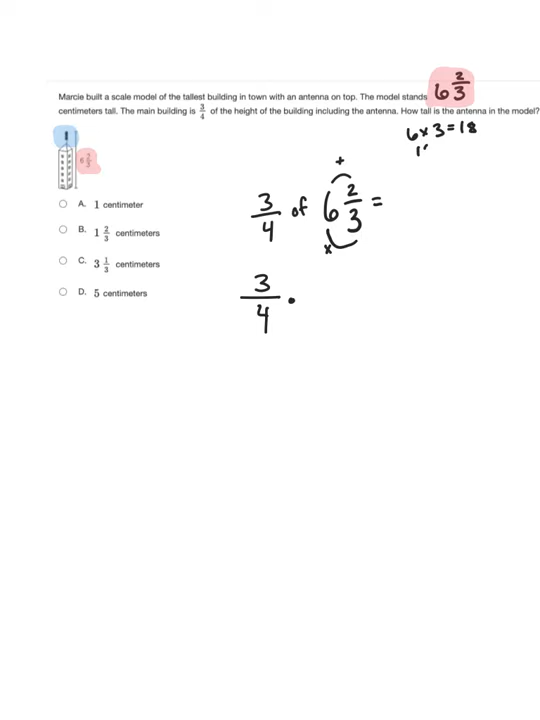 Marcie built a scale model of the tallest building in town with an antenna on top. The model stands 6 2/3
centimeters tall. The main building is 3/4 of the height of the building including the antenna. How tall is the antenna in the model?
6 × 3 = 18
6 2/3
A. 1 centimeter
B. 1 2/3 centimeters
C. 3 1/3 centimeters
D. 5 centimeters
+
3/4 of 6 2/3 =
×
3/4 ·